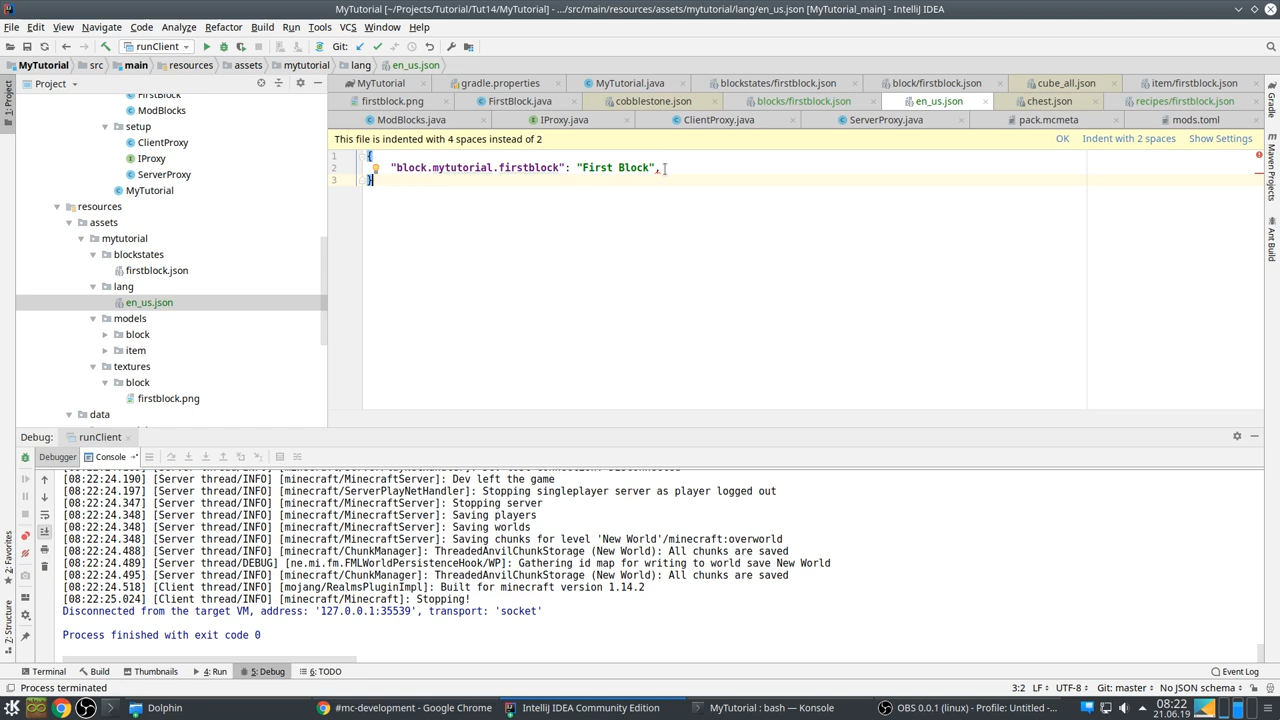 MyTutorial [~/Projects/Tutorial/Tut14/MyTutorial] - .../src/main/resources/assets/mytutorial/lang/en_us.json [MyTutorial_main] - IntelliJ IDEA
File Edit View Navigate Code Analyze Refactor Build Run Tools VCS Window Help
runClient Git:
MyTutorial src main resources assets mytutorial lang en_us.json
Project
MyTutorial gradle.properties MyTutorial.java blockstates/firstblock.json block/firstblock.json cube_all.json item/firstblock.json
firstblock.png FirstBlock.java cobblestone.json blocks/firstblock.json en_us.json chest.json recipes/firstblock.json
ModBlocks.java IProxy.java ClientProxy.java ServerProxy.java pack.mcmeta mods.toml
This file is indented with 4 spaces instead of 2 OK Indent with 2 spaces Show Settings
1 {
2 "block.mytutorial.firstblock": "First Block",
3 }
FirstBlock
ModBlocks
setup
ClientProxy
IProxy
ServerProxy
MyTutorial
resources
assets
mytutorial
blockstates
firstblock.json
lang
en_us.json
models
block
item
textures
block
firstblock.png
data
1: Project
2: Favorites
7: Structure
Gradle
Maven Projects
Ant Build
Debug: runClient
Debugger Console
Dev left the game
[08:22:24.190] [Server thread/INFO] [minecraft/MinecraftServer]: Dev left the game
[08:22:24.197] [Server thread/INFO] [minecraft/ServerPlayNetHandler]: Stopping singleplayer server as player logged out
[08:22:24.347] [Server thread/INFO] [minecraft/MinecraftServer]: Stopping server
[08:22:24.348] [Server thread/INFO] [minecraft/MinecraftServer]: Saving players
[08:22:24.348] [Server thread/INFO] [minecraft/MinecraftServer]: Saving worlds
[08:22:24.348] [Server thread/INFO] [minecraft/MinecraftServer]: Saving chunks for level 'New World'/minecraft:overworld
[08:22:24.488] [Server thread/INFO] [minecraft/ChunkManager]: ThreadedAnvilChunkStorage (New World): All chunks are saved
[08:22:24.489] [Server thread/DEBUG] [ne.mi.fm.FMLWorldPersistenceHook/WP]: Gathering id map for writing to world save New World
[08:22:24.495] [Server thread/INFO] [minecraft/ChunkManager]: ThreadedAnvilChunkStorage (New World): All chunks are saved
[08:22:24.518] [Client thread/INFO] [mojang/RealmsPluginImpl]: Built for minecraft version 1.14.2
[08:22:25.024] [Client thread/INFO] [minecraft/Minecraft]: Stopping!
Disconnected from the target VM, address: '127.0.0.1:35539', transport: 'socket'
Process finished with exit code 0
Terminal Build Thumbnails 4: Run 5: Debug 6: TODO Event Log
Process terminated 3:2 LF UTF-8 Git: master No JSON schema
Dolphin #mc-development - Google Chrome IntelliJ IDEA Community Edition MyTutorial : bash — Konsole OBS 0.0.1 (linux) - Profile: Untitled - ... 08:22
21.06.19